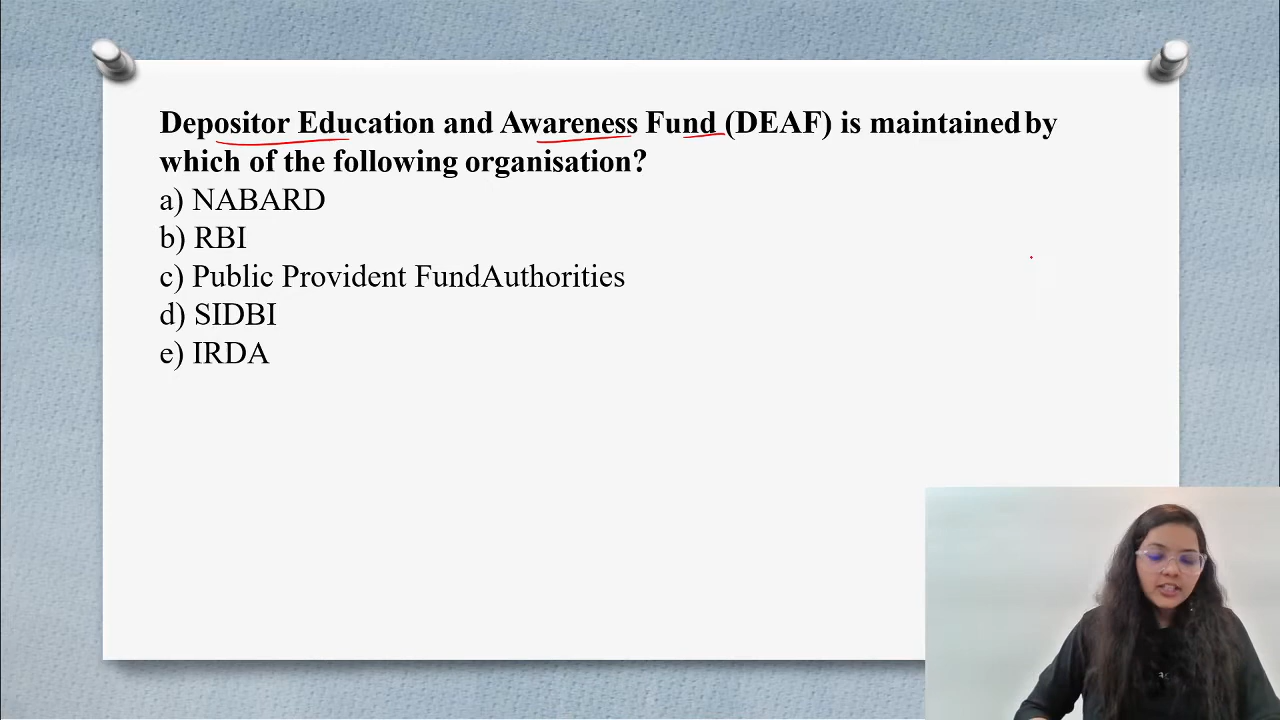 Depositor Education and Awareness Fund (DEAF) is maintained by
which of the following organisation?
a) NABARD
b) RBI
c) Public Provident FundAuthorities
d) SIDBI
e) IRDA